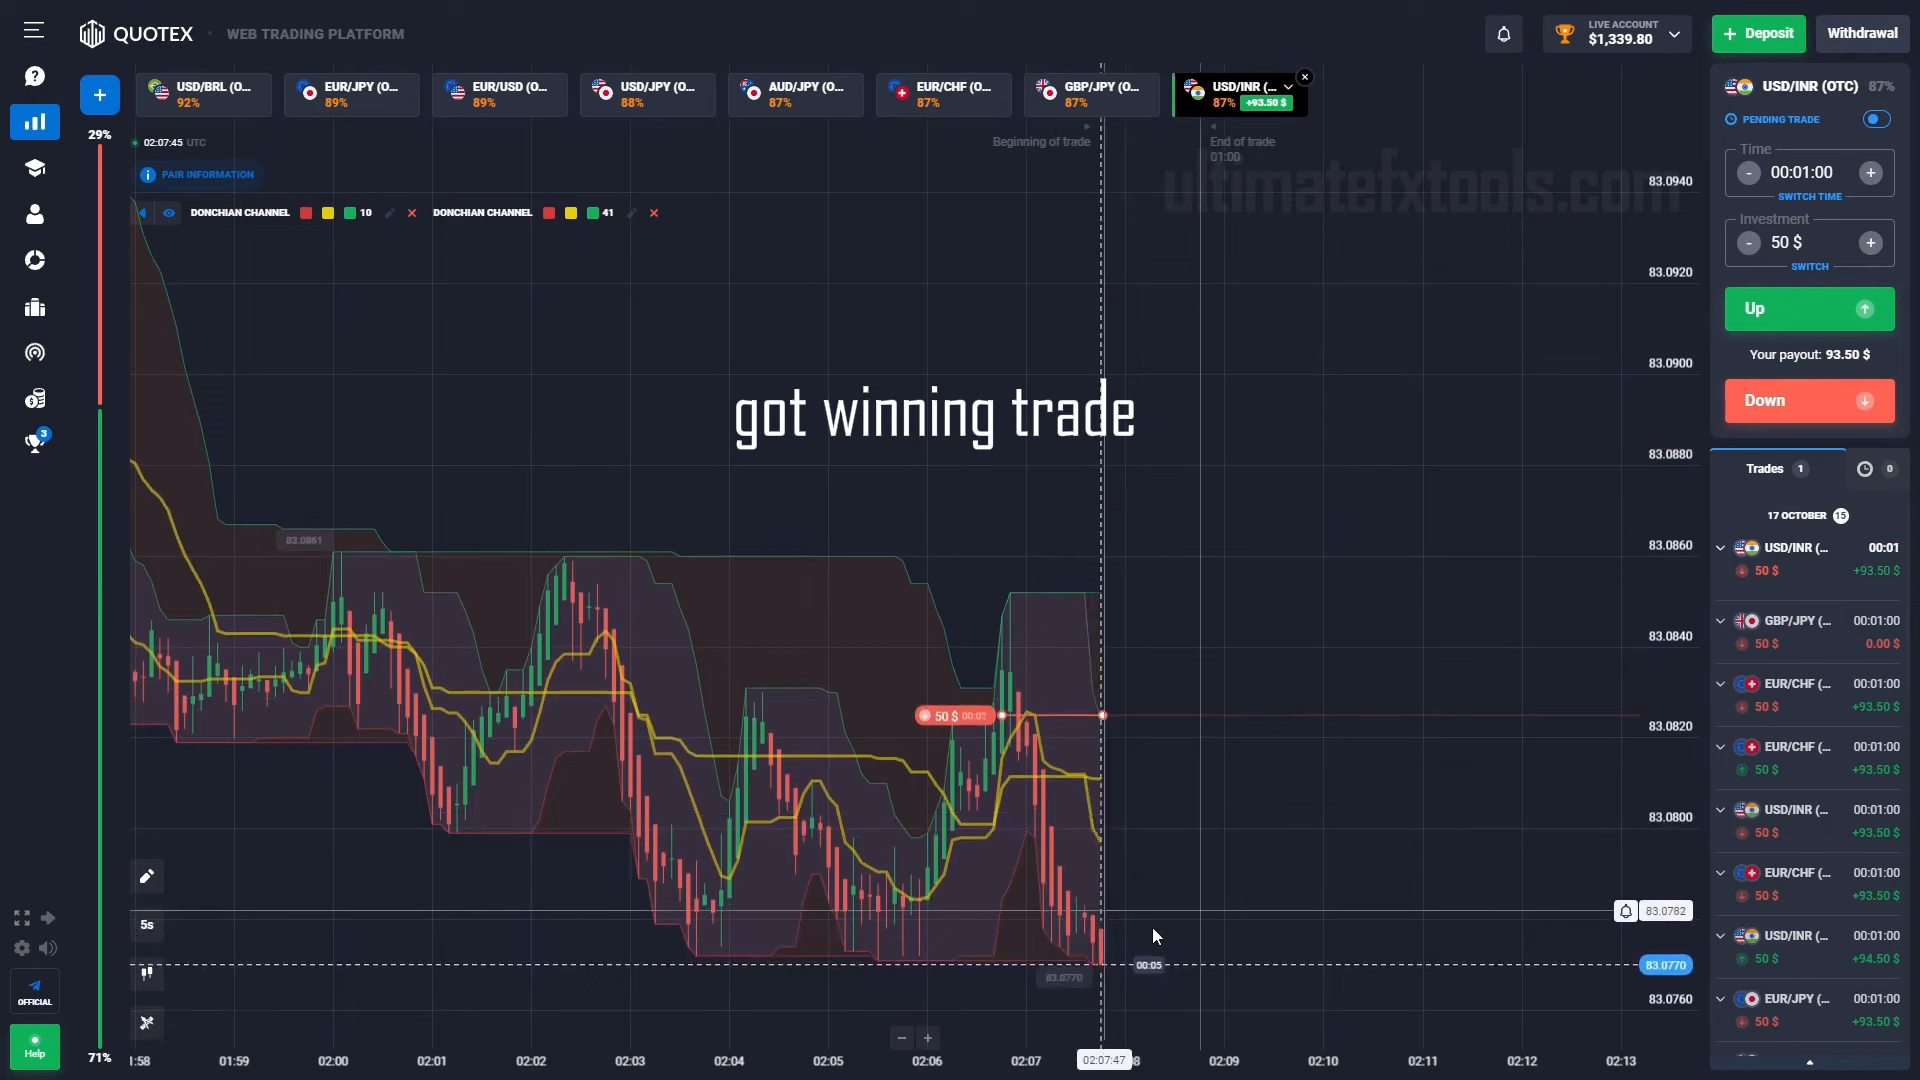 QUOTEX
WEB TRADING PLATFORM
LIVE ACCOUNT
$1,339.80
+ Deposit
Withdrawal
USD/BRL (O...
92%
EUR/JPY (O...
89%
EUR/USD (O...
89%
USD/JPY (O...
88%
AUD/JPY (O...
87%
EUR/CHF (O...
87%
GBP/JPY (O...
87%
USD/INR (...
87% +93.50 $
29%
02:07:45 UTC
PAIR INFORMATION
Beginning of trade
End of trade
01:00
ultimatefxtools.com
DONCHIAN CHANNEL 10
DONCHIAN CHANNEL 41
got winning trade
83.0861
50 $
83.0770
00:05
83.0940
83.0920
83.0900
83.0880
83.0860
83.0840
83.0820
83.0800
83.0782
83.0770
83.0760
5s
3
OFFICIAL
Help
71%
1:58
01:59
02:00
02:01
02:02
02:03
02:04
02:05
02:06
02:07
02:07:47
8
02:09
02:10
02:11
02:12
02:13
USD/INR (OTC) 87%
PENDING TRADE
Time
- 00:01:00 +
SWITCH TIME
Investment
- 50 $ +
SWITCH
Up
Your payout: 93.50 $
Down
Trades 1
0
17 OCTOBER 15
USD/INR (... 00:01
50 $ +93.50 $
GBP/JPY (... 00:01:00
50 $ 0.00 $
EUR/CHF (... 00:01:00
50 $ +93.50 $
EUR/CHF (... 00:01:00
50 $ +93.50 $
USD/INR (... 00:01:00
50 $ +93.50 $
EUR/CHF (... 00:01:00
50 $ +93.50 $
USD/INR (... 00:01:00
50 $ +94.50 $
EUR/JPY (... 00:01:00
50 $ +93.50 $